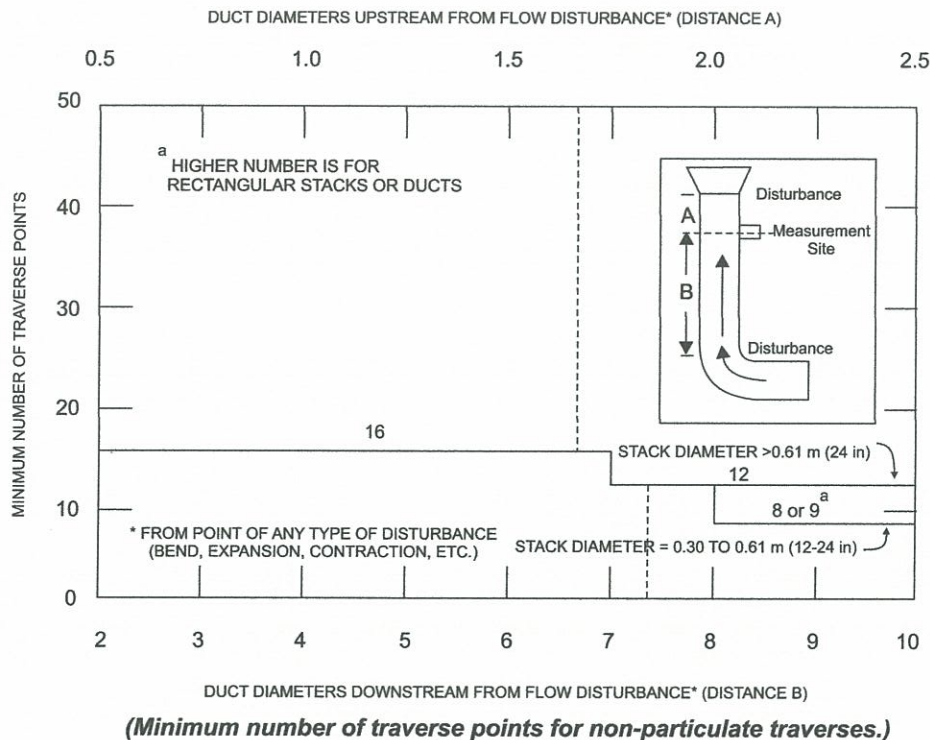 DUCT DIAMETERS UPSTREAM FROM FLOW DISTURBANCE* (DISTANCE A)
0.5 1.0 1.5 2.0 2.5
50
a HIGHER NUMBER IS FOR
RECTANGULAR STACKS OR DUCTS
Disturbance
A
Measurement
Site
B
Disturbance
40
30
20
10
0
MINIMUM NUMBER OF TRAVERSE POINTS
16
STACK DIAMETER >0.61 m (24 in)
12
8 or 9 a
* FROM POINT OF ANY TYPE OF DISTURBANCE
(BEND, EXPANSION, CONTRACTION, ETC.)
STACK DIAMETER = 0.30 TO 0.61 m (12-24 in)
2 3 4 5 6 7 8 9 10
DUCT DIAMETERS DOWNSTREAM FROM FLOW DISTURBANCE* (DISTANCE B)
(Minimum number of traverse points for non-particulate traverses.)